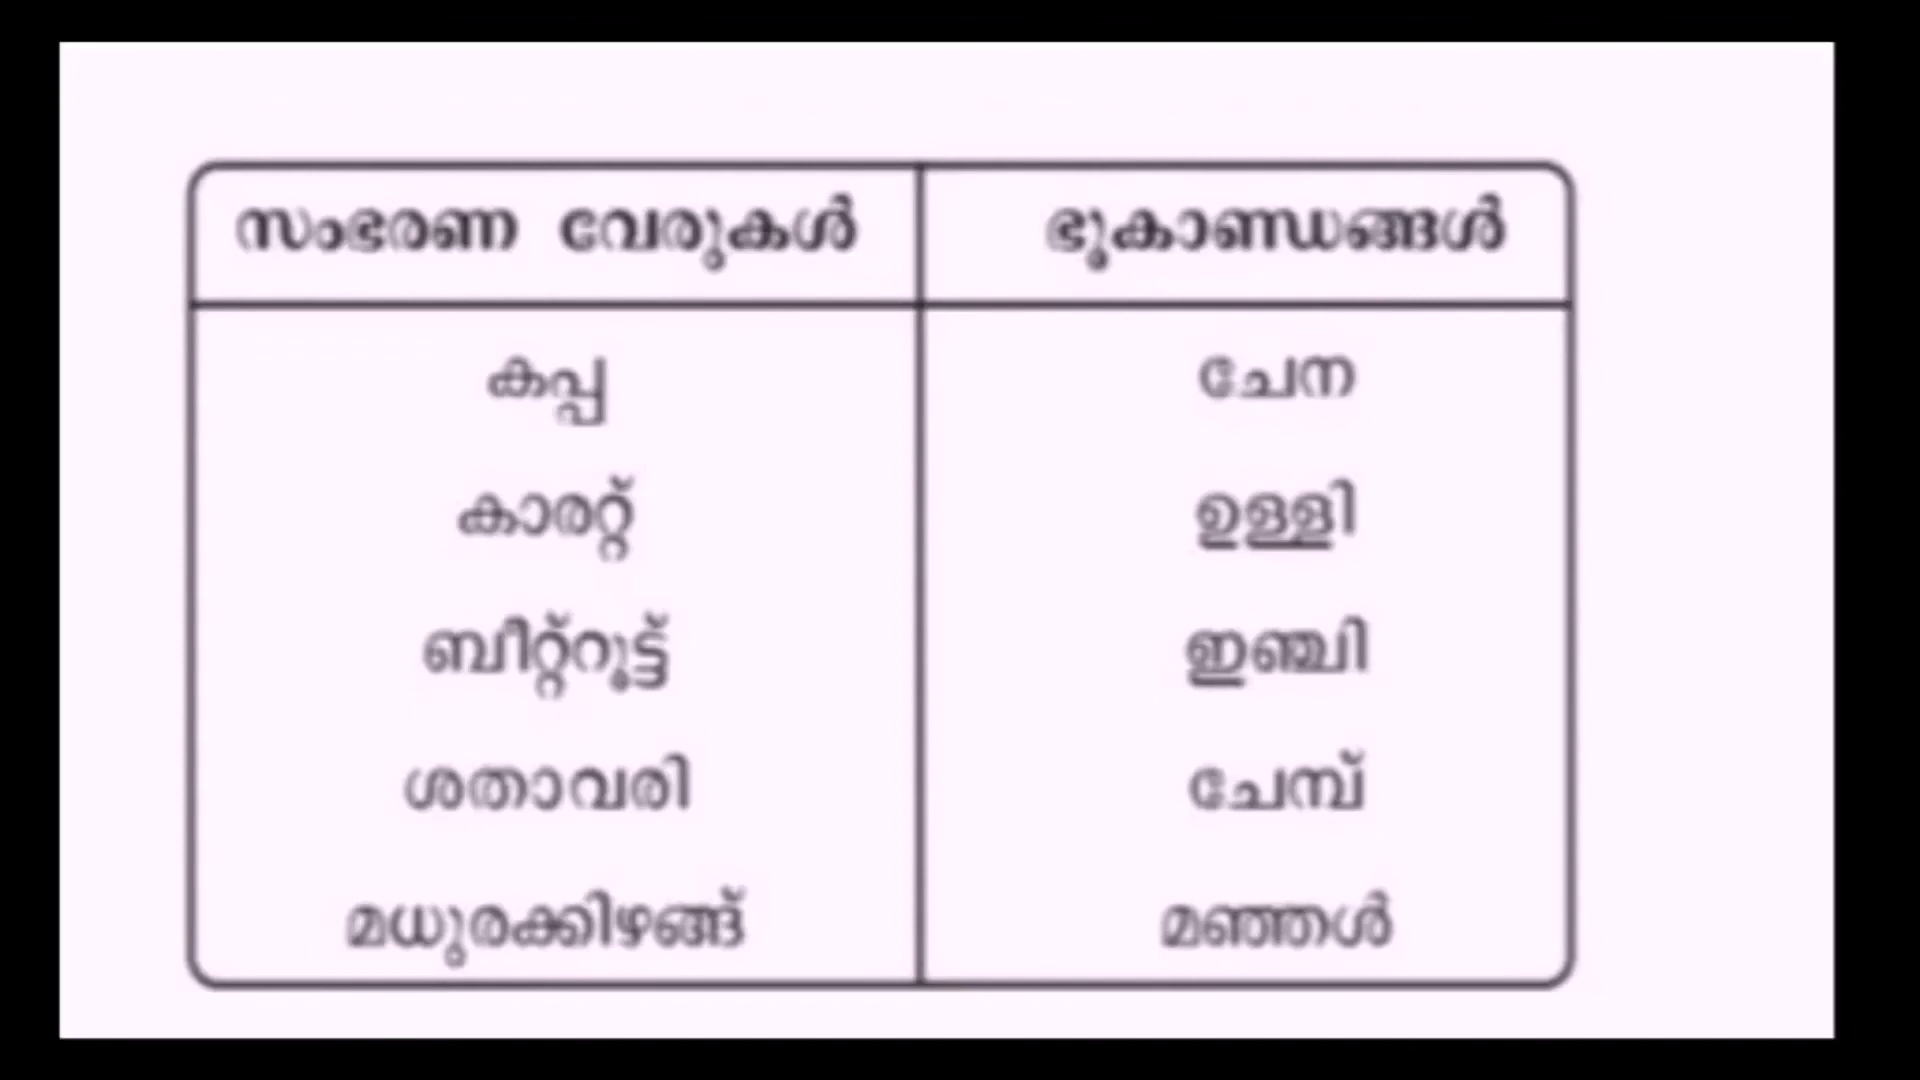 സംഭരണ വേരുകൾ ഭൂകാണ്ഡങ്ങൾ
കപ്പ ചേന
കാരറ്റ് ഉള്ളി
ബീറ്റ്റൂട്ട് ഇഞ്ചി
ശതാവരി ചേമ്പ്
മധുരക്കിഴങ്ങ് മഞ്ഞൾ